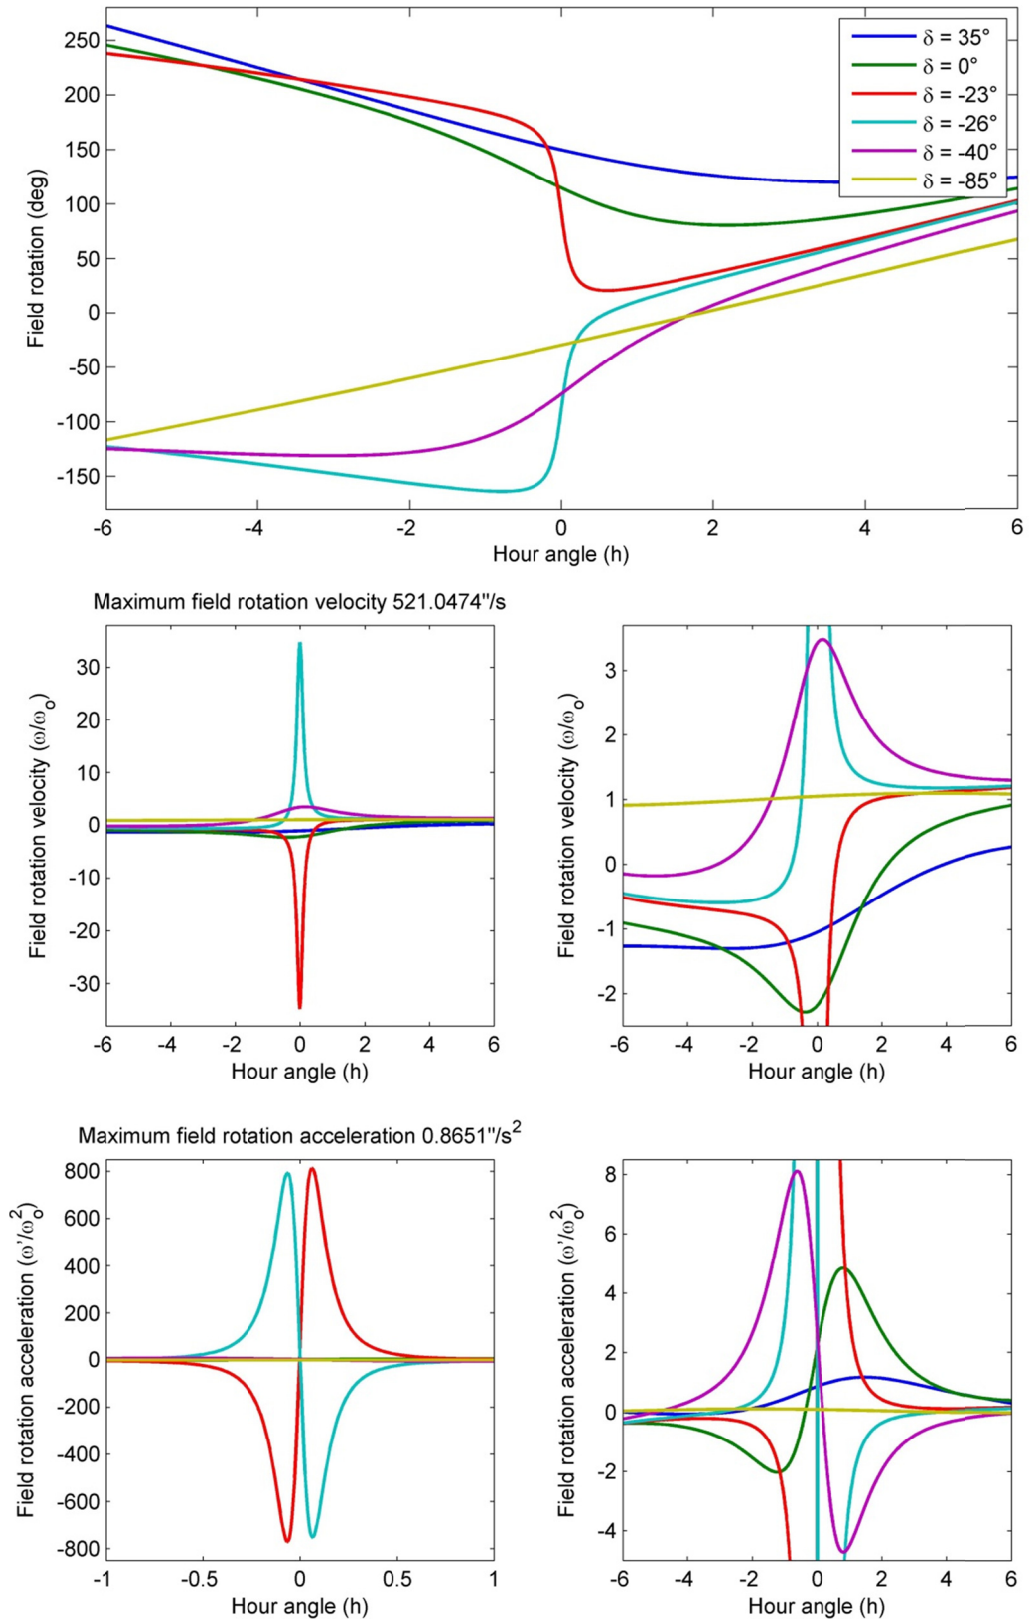 250
200
150
100
50
0
-50
-100
-150
Field rotation (deg)
δ = 35°
δ = 0°
δ = -23°
δ = -26°
δ = -40°
δ = -85°
-6 -4 -2 0 2 4 6
Hour angle (h)
Maximum field rotation velocity 521.0474"/s
30
20
10
0
-10
-20
-30
Field rotation velocity (ω/ω₀)
-6 -4 -2 0 2 4 6
Hour angle (h)
3
2
1
0
-1
-2
Field rotation velocity (ω/ω₀)
-6 -4 -2 0 2 4 6
Hour angle (h)
Maximum field rotation acceleration 0.8651"/s²
800
600
400
200
0
-200
-400
-600
-800
Field rotation acceleration (ω'/ω₀²)
-1 -0.5 0 0.5 1
Hour angle (h)
8
6
4
2
0
-2
-4
Field rotation acceleration (ω'/ω₀²)
-6 -4 -2 0 2 4 6
Hour angle (h)